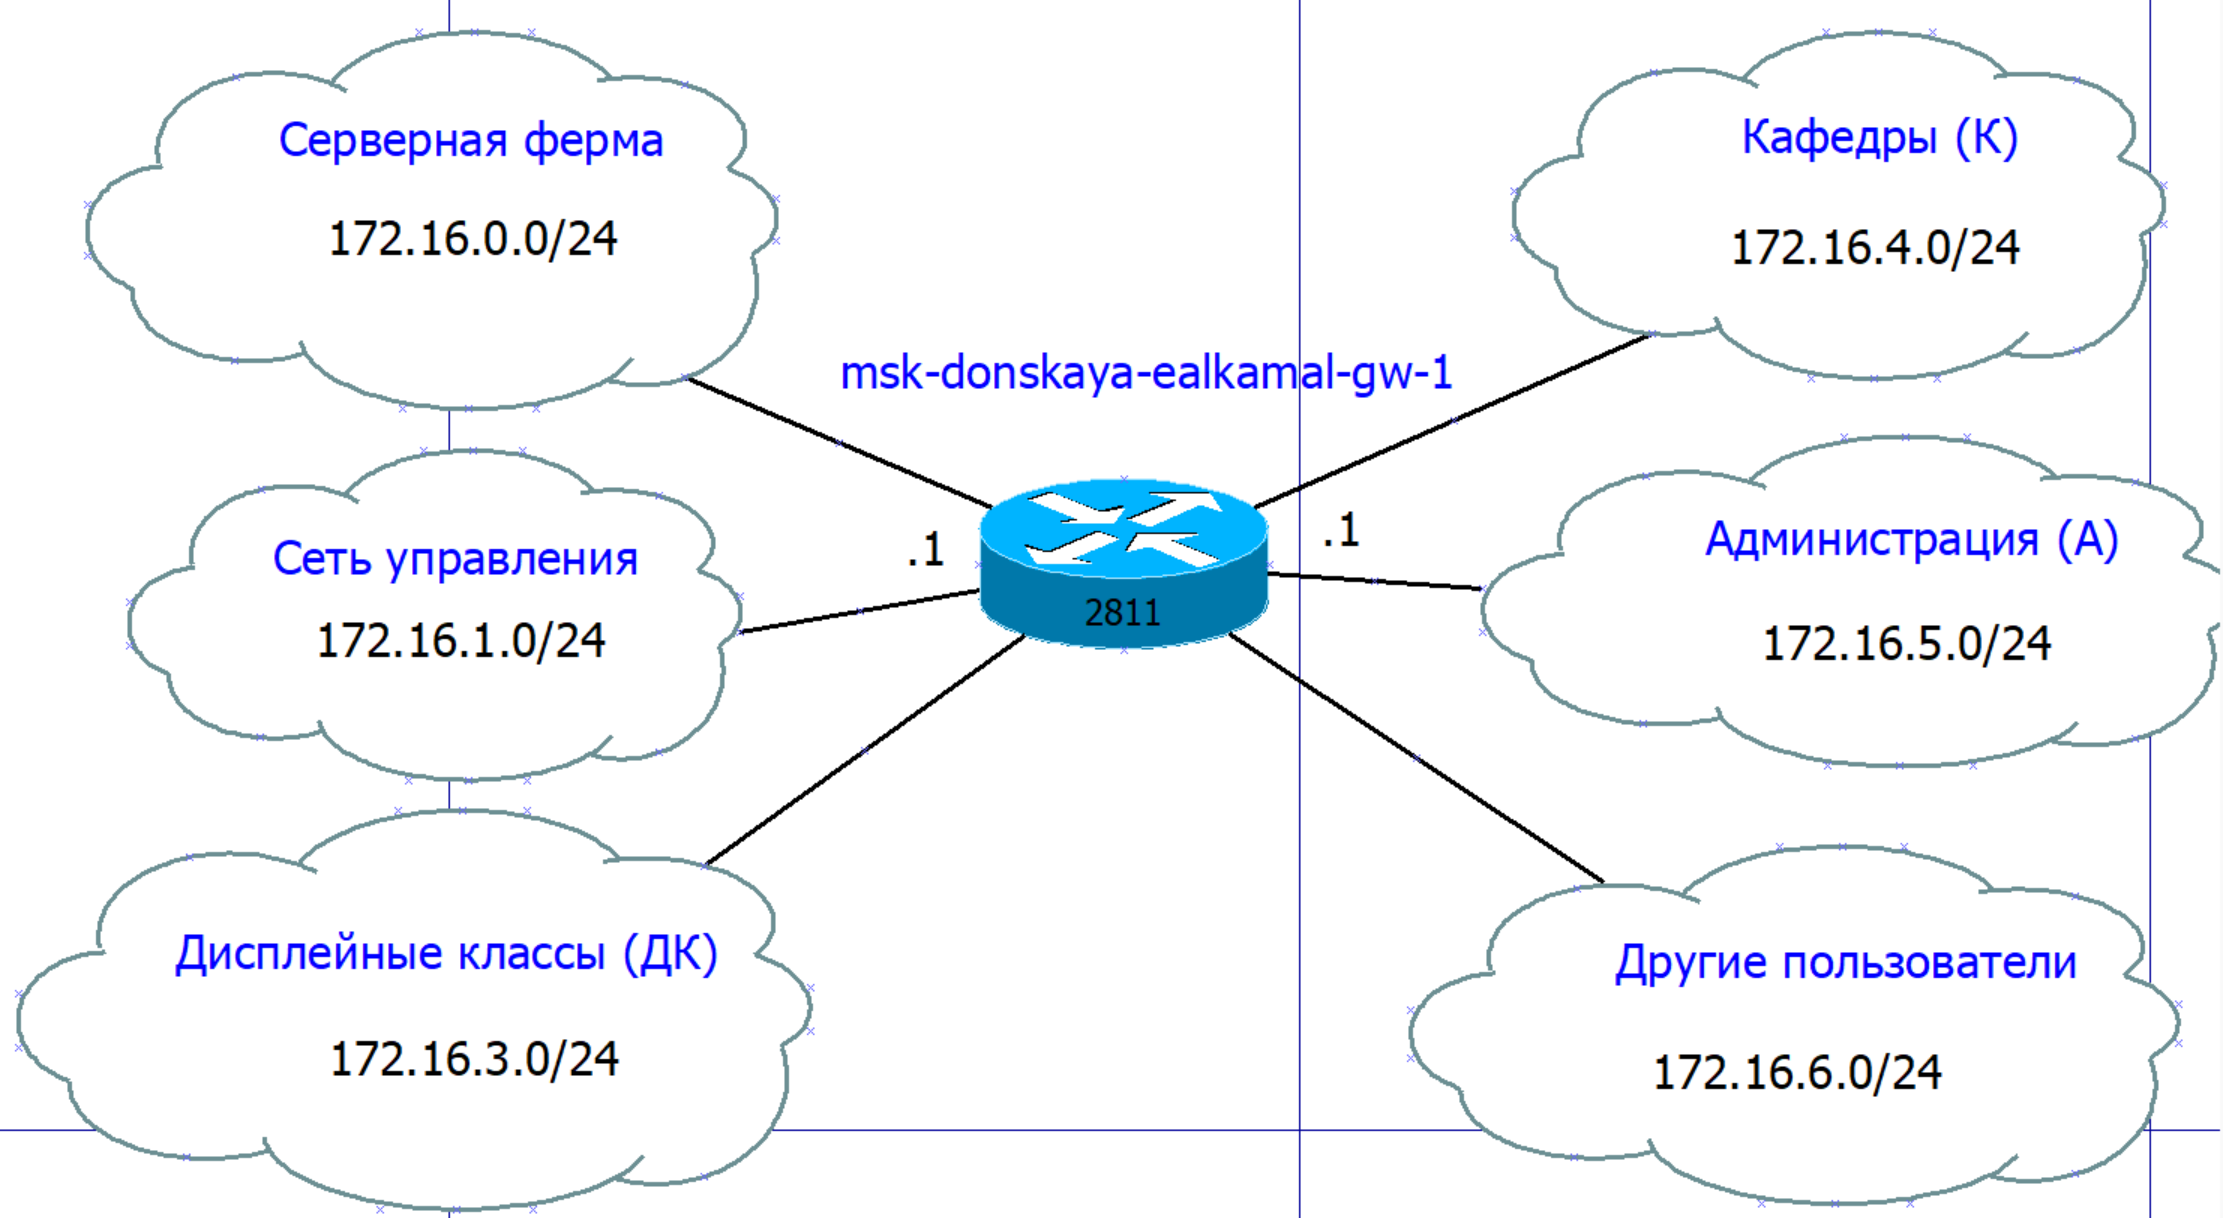 Серверная ферма
172.16.0.0/24
Кафедры (К)
172.16.4.0/24
msk-donskaya-ealkamal-gw-1
Сеть управления
172.16.1.0/24
.1
2811
.1
Администрация (А)
172.16.5.0/24
Дисплейные классы (ДК)
172.16.3.0/24
Другие пользователи
172.16.6.0/24